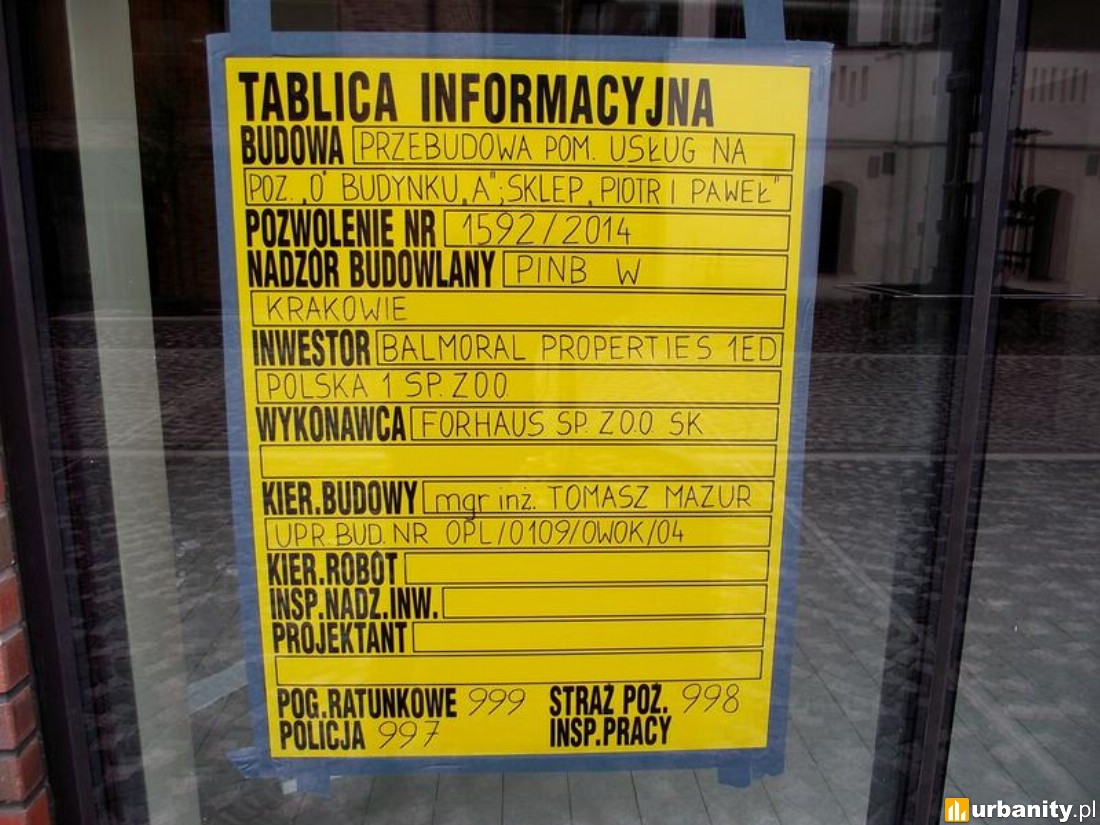 TABLICA INFORMACYJNA
BUDOWA PRZEBUDOWA POM. USŁUG NA
POZ. „0" BUDYNKU „A"; SKLEP „PIOTR I PAWEŁ"
POZWOLENIE NR 1592/2014
NADZÓR BUDOWLANY PINB W
KRAKOWIE
INWESTOR BALMORAL PROPERTIES 1ED
POLSKA 1 SP. Z O.O.
WYKONAWCA FORHAUS SP. Z O.O. SK
KIER.BUDOWY mgr inż. TOMASZ MAZUR
UPR. BUD. NR OPL/0109/OWOK/04
KIER.ROBÓT
INSP.NADZ.INW.
PROJEKTANT
POG.RATUNKOWE 999 STRAŻ POŻ. 998
POLICJA 997 INSP.PRACY
urbanity.pl